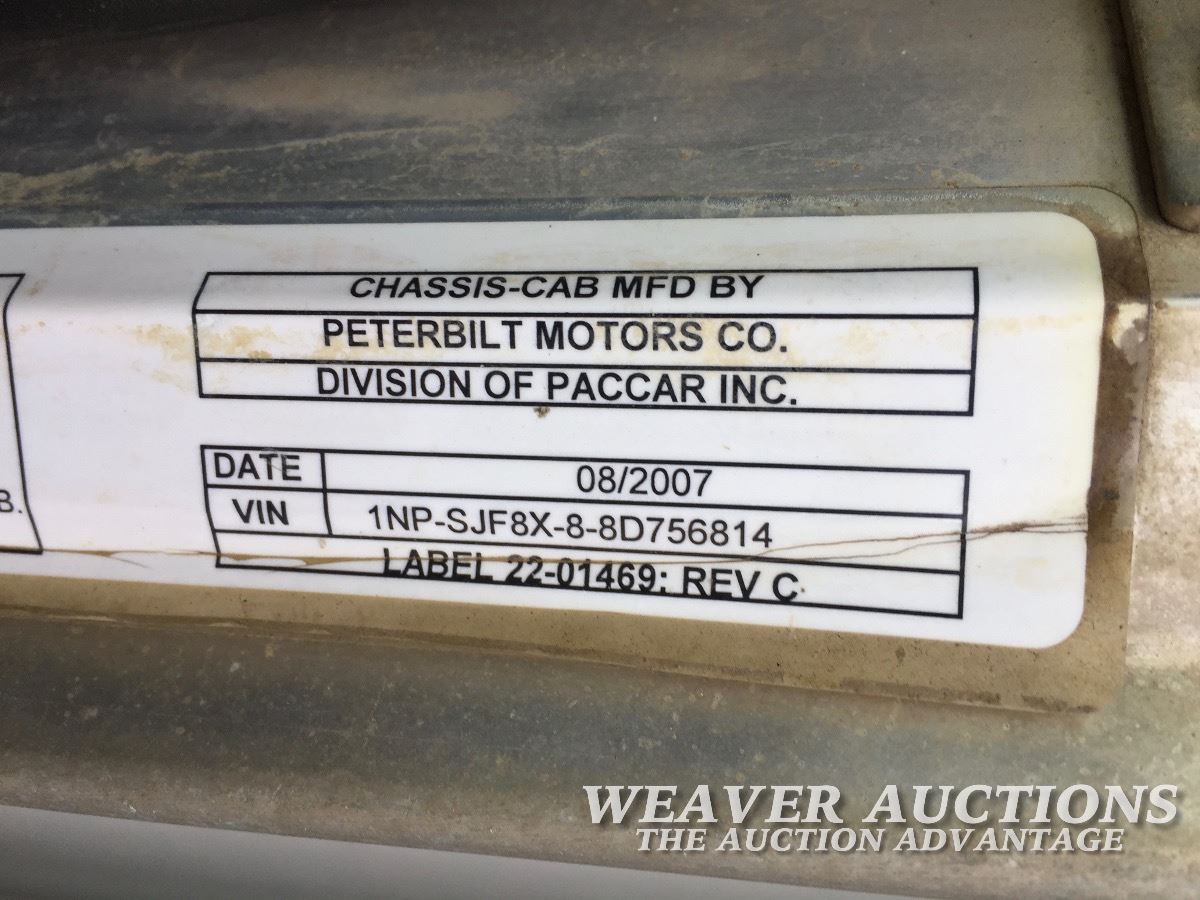 CHASSIS-CAB MFD BY
PETERBILT MOTORS CO.
DIVISION OF PACCAR INC.
DATE 08/2007
B.
VIN 1NP-SJF8X-8-8D756814
LABEL 22-01469: REV C
WEAVER AUCTIONS
THE AUCTION ADVANTAGE